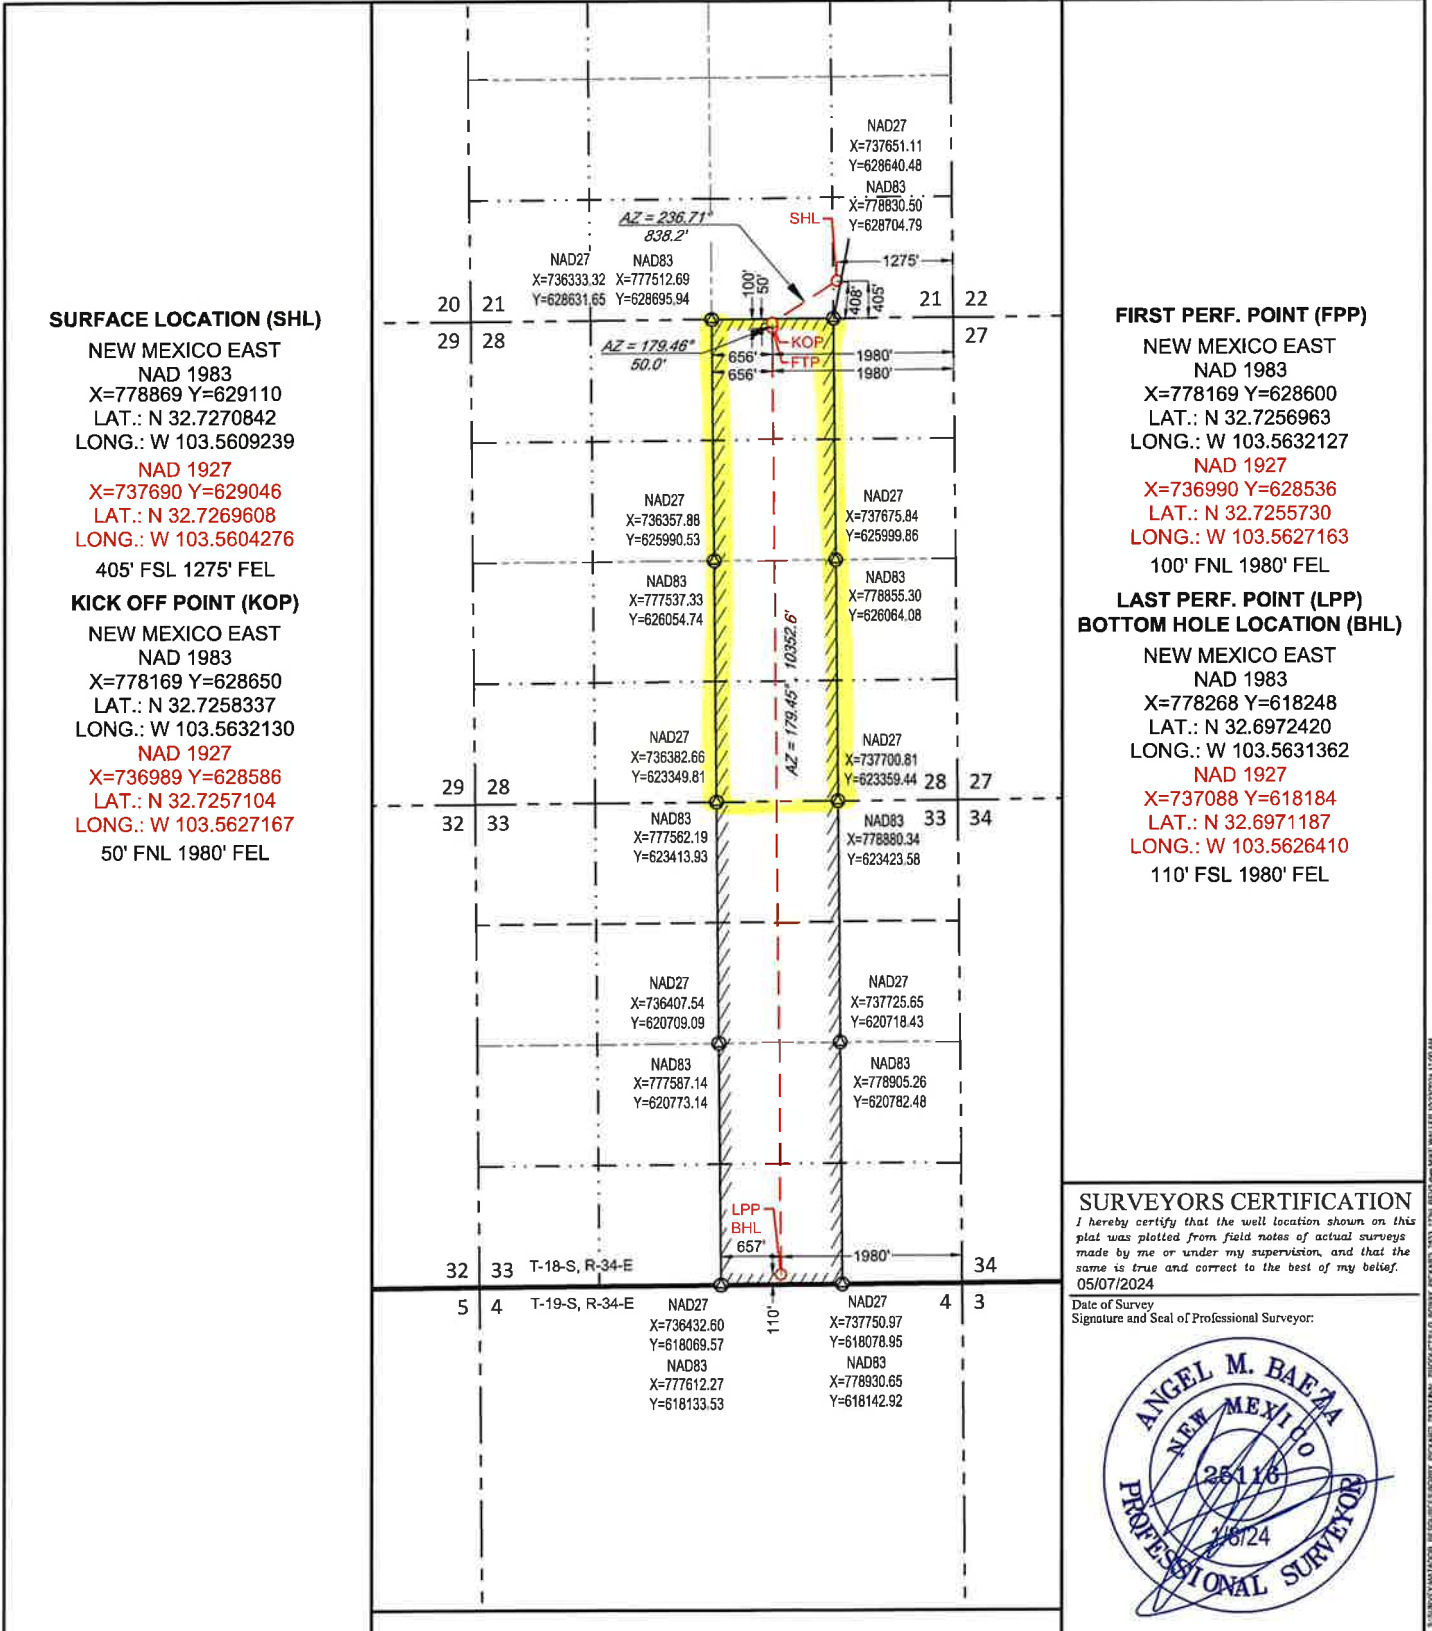 SURFACE LOCATION (SHL)
NEW MEXICO EAST
NAD 1983
X=778869 Y=629110
LAT.: N 32.7270842
LONG.: W 103.5609239
NAD 1927
X=737690 Y=629046
LAT.: N 32.7269608
LONG.: W 103.5604276
405' FSL 1275' FEL
KICK OFF POINT (KOP)
NEW MEXICO EAST
NAD 1983
X=778169 Y=628650
LAT.: N 32.7258337
LONG.: W 103.5632130
NAD 1927
X=736989 Y=628586
LAT.: N 32.7257104
LONG.: W 103.5627167
50' FNL 1980' FEL
NAD27
X=737651.11
Y=628640.48
NAD83
X=778830.50
Y=628704.79
AZ = 236.71°
838.2'
SHL
1275'
NAD27
X=736333.32
Y=628631.65
NAD83
X=777512.69
Y=628695.94
100'
50'
408'
405'
20 21
29 28
21 22
27
AZ = 179.46°
50.0'
KOP
FTP
656'
1980'
656'
1980'
NAD27
X=736357.88
Y=625990.53
NAD83
X=777537.33
Y=626054.74
NAD27
X=737675.84
Y=625999.86
NAD83
X=778855.30
Y=626064.08
AZ = 179.45°, 10352.6'
NAD27
X=736382.66
Y=623349.81
NAD83
X=777562.19
Y=623413.93
NAD27
X=737700.81
Y=623359.44
NAD83
X=778880.34
Y=623423.58
29 28
32 33
28 27
33 34
NAD27
X=736407.54
Y=620709.09
NAD83
X=777587.14
Y=620773.14
NAD27
X=737725.65
Y=620718.43
NAD83
X=778905.26
Y=620782.48
LPP
BHL
657'
1980'
110'
32 33 T-18-S, R-34-E
34
5 4 T-19-S, R-34-E
4 3
NAD27
X=736432.60
Y=618069.57
NAD83
X=777612.27
Y=618133.53
NAD27
X=737750.97
Y=618078.95
NAD83
X=778930.65
Y=618142.92
FIRST PERF. POINT (FPP)
NEW MEXICO EAST
NAD 1983
X=778169 Y=628600
LAT.: N 32.7256963
LONG.: W 103.5632127
NAD 1927
X=736990 Y=628536
LAT.: N 32.7255730
LONG.: W 103.5627163
100' FNL 1980' FEL
LAST PERF. POINT (LPP)
BOTTOM HOLE LOCATION (BHL)
NEW MEXICO EAST
NAD 1983
X=778268 Y=618248
LAT.: N 32.6972420
LONG.: W 103.5631362
NAD 1927
X=737088 Y=618184
LAT.: N 32.6971187
LONG.: W 103.5626410
110' FSL 1980' FEL
SURVEYORS CERTIFICATION
I hereby certify that the well location shown on this
plat was plotted from field notes of actual surveys
made by me or under my supervision, and that the
same is true and correct to the best of my belief.
05/07/2024
Date of Survey
Signature and Seal of Professional Surveyor:
ANGEL M. BAEZA
NEW MEXICO
25116
PROFESSIONAL SURVEYOR